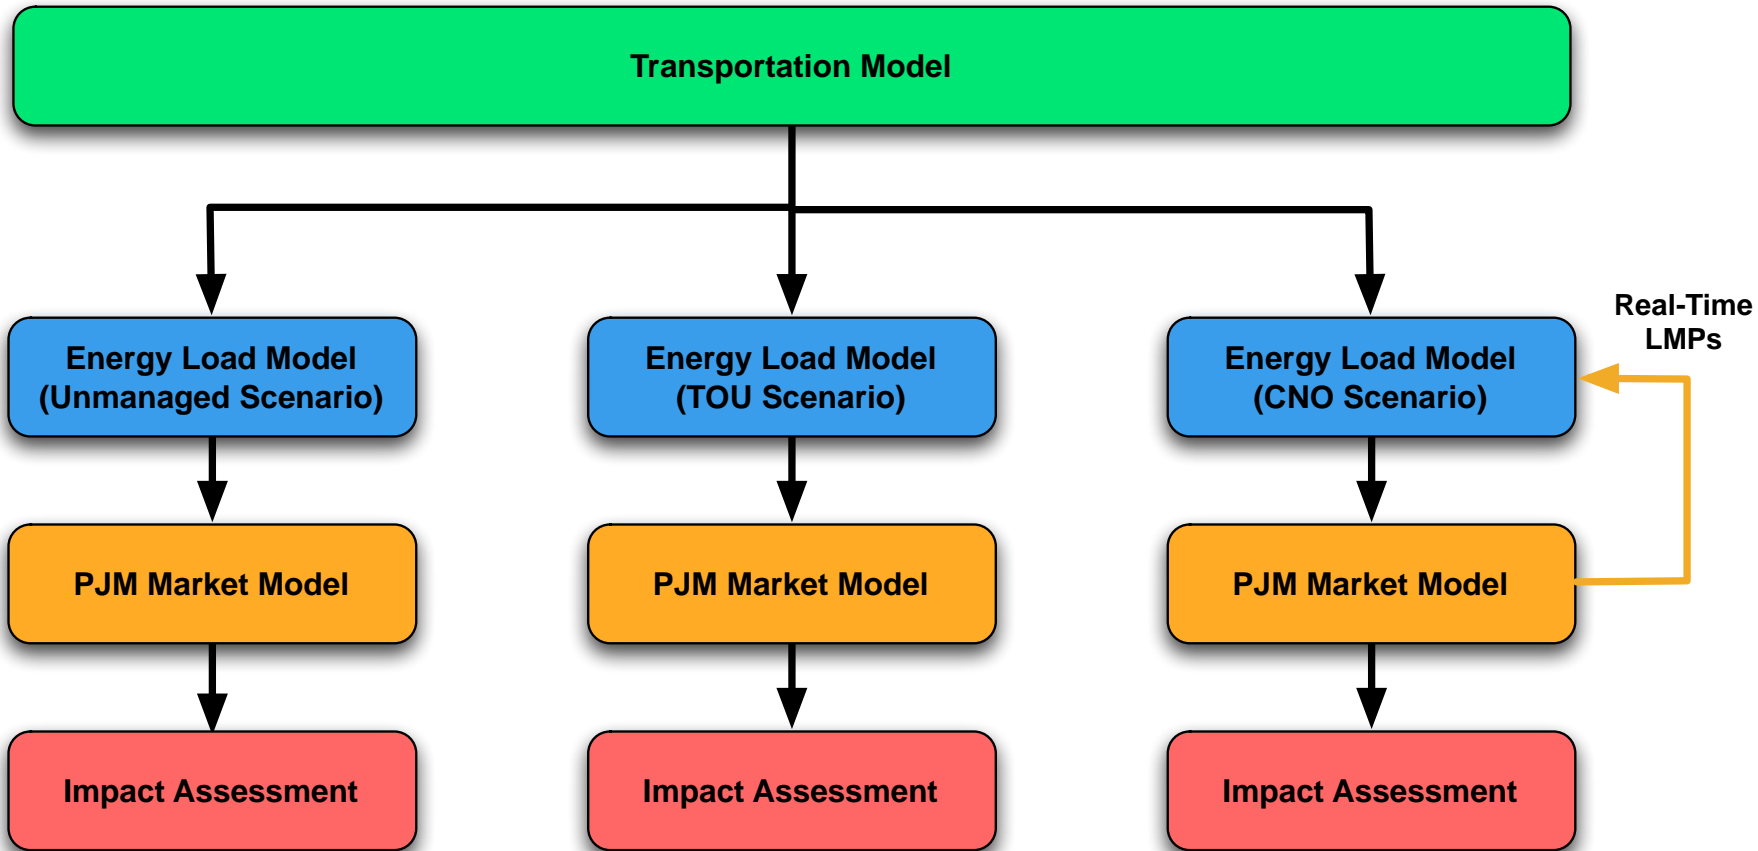 Transportation Model
Energy Load Model
(Unmanaged Scenario)
Energy Load Model
(TOU Scenario)
Energy Load Model
(CNO Scenario)
Real-Time
LMPs
PJM Market Model
PJM Market Model
PJM Market Model
Impact Assessment
Impact Assessment
Impact Assessment